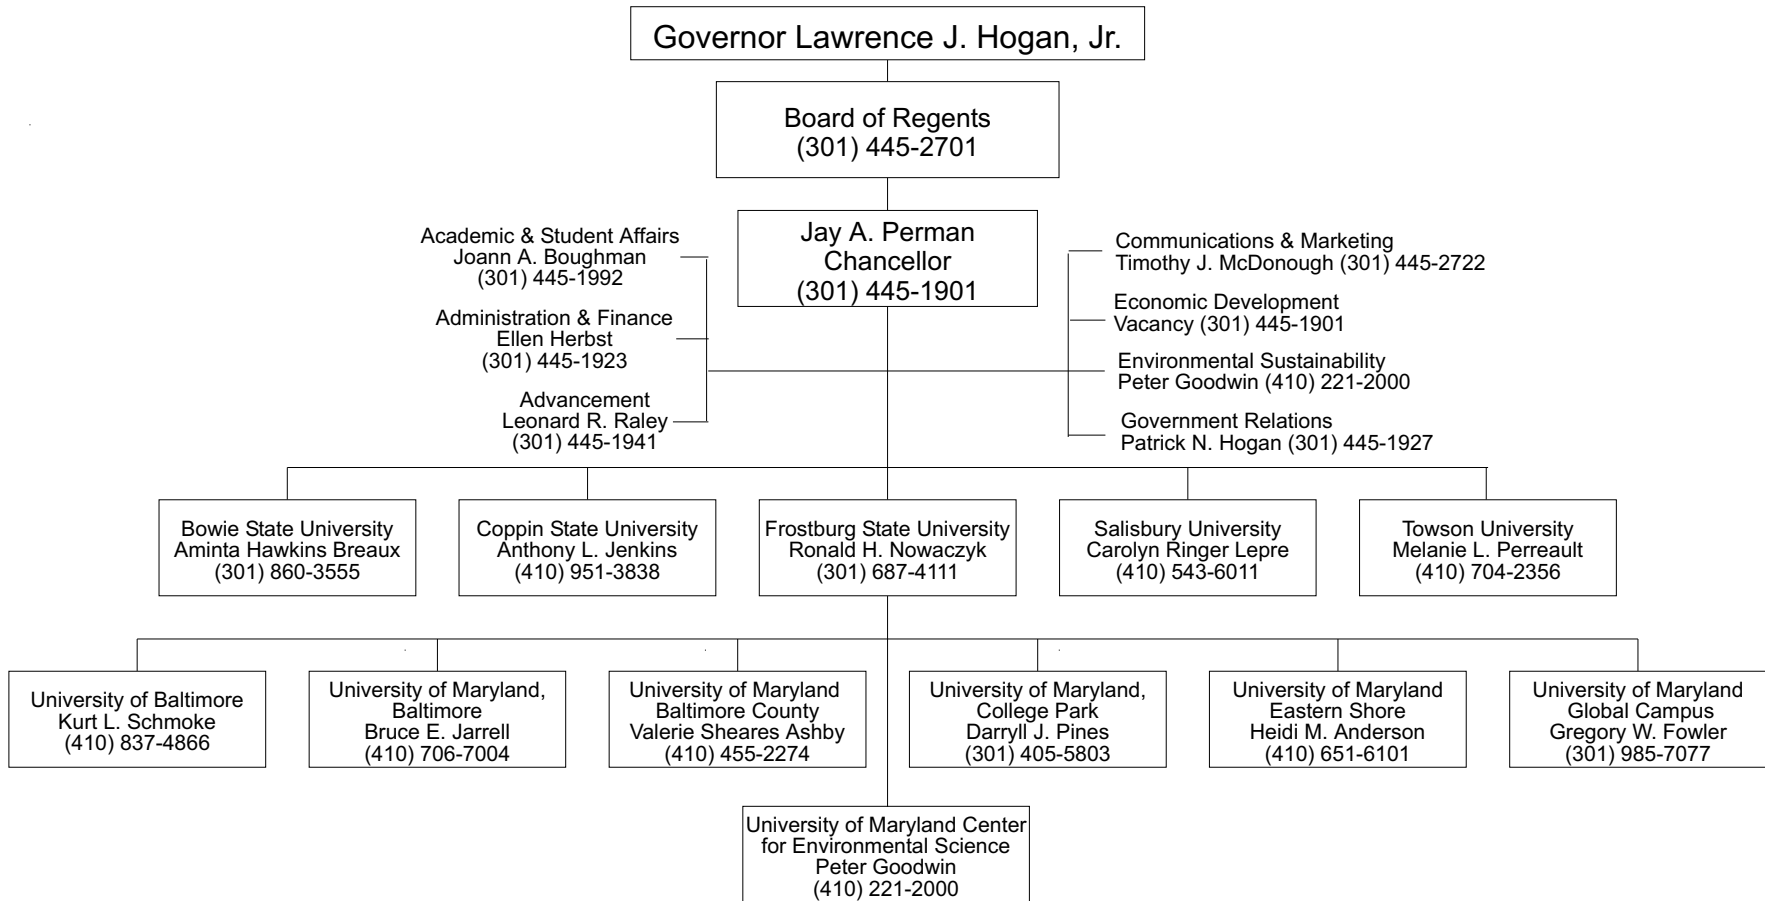 Governor Lawrence J. Hogan, Jr.
Board of Regents
(301) 445-2701
Jay A. Perman
Chancellor
(301) 445-1901
Academic & Student Affairs
Joann A. Boughman
(301) 445-1992
Administration & Finance
Ellen Herbst
(301) 445-1923
Advancement
Leonard R. Raley
(301) 445-1941
Communications & Marketing
Timothy J. McDonough (301) 445-2722
Economic Development
Vacancy (301) 445-1901
Environmental Sustainability
Peter Goodwin (410) 221-2000
Government Relations
Patrick N. Hogan (301) 445-1927
Bowie State University
Aminta Hawkins Breaux
(301) 860-3555
Coppin State University
Anthony L. Jenkins
(410) 951-3838
Frostburg State University
Ronald H. Nowaczyk
(301) 687-4111
Salisbury University
Carolyn Ringer Lepre
(410) 543-6011
Towson University
Melanie L. Perreault
(410) 704-2356
University of Baltimore
Kurt L. Schmoke
(410) 837-4866
University of Maryland,
Baltimore
Bruce E. Jarrell
(410) 706-7004
University of Maryland
Baltimore County
Valerie Sheares Ashby
(410) 455-2274
University of Maryland,
College Park
Darryll J. Pines
(301) 405-5803
University of Maryland
Eastern Shore
Heidi M. Anderson
(410) 651-6101
University of Maryland
Global Campus
Gregory W. Fowler
(301) 985-7077
University of Maryland Center
for Environmental Science
Peter Goodwin
(410) 221-2000